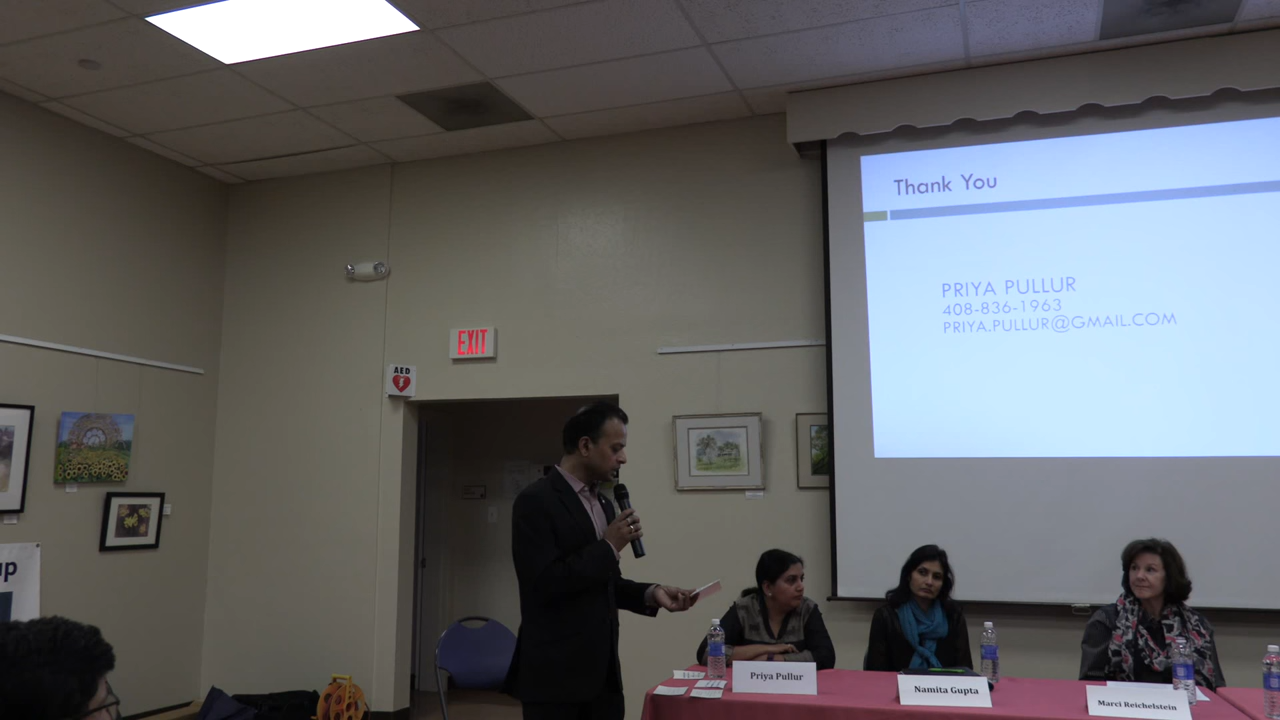 Thank You
PRIYA PULLUR
408-836-1963
PRIYA.PULLUR@GMAIL.COM
EXIT
AED
up
Priya Pullur
Namita Gupta
Marci Reichelstein